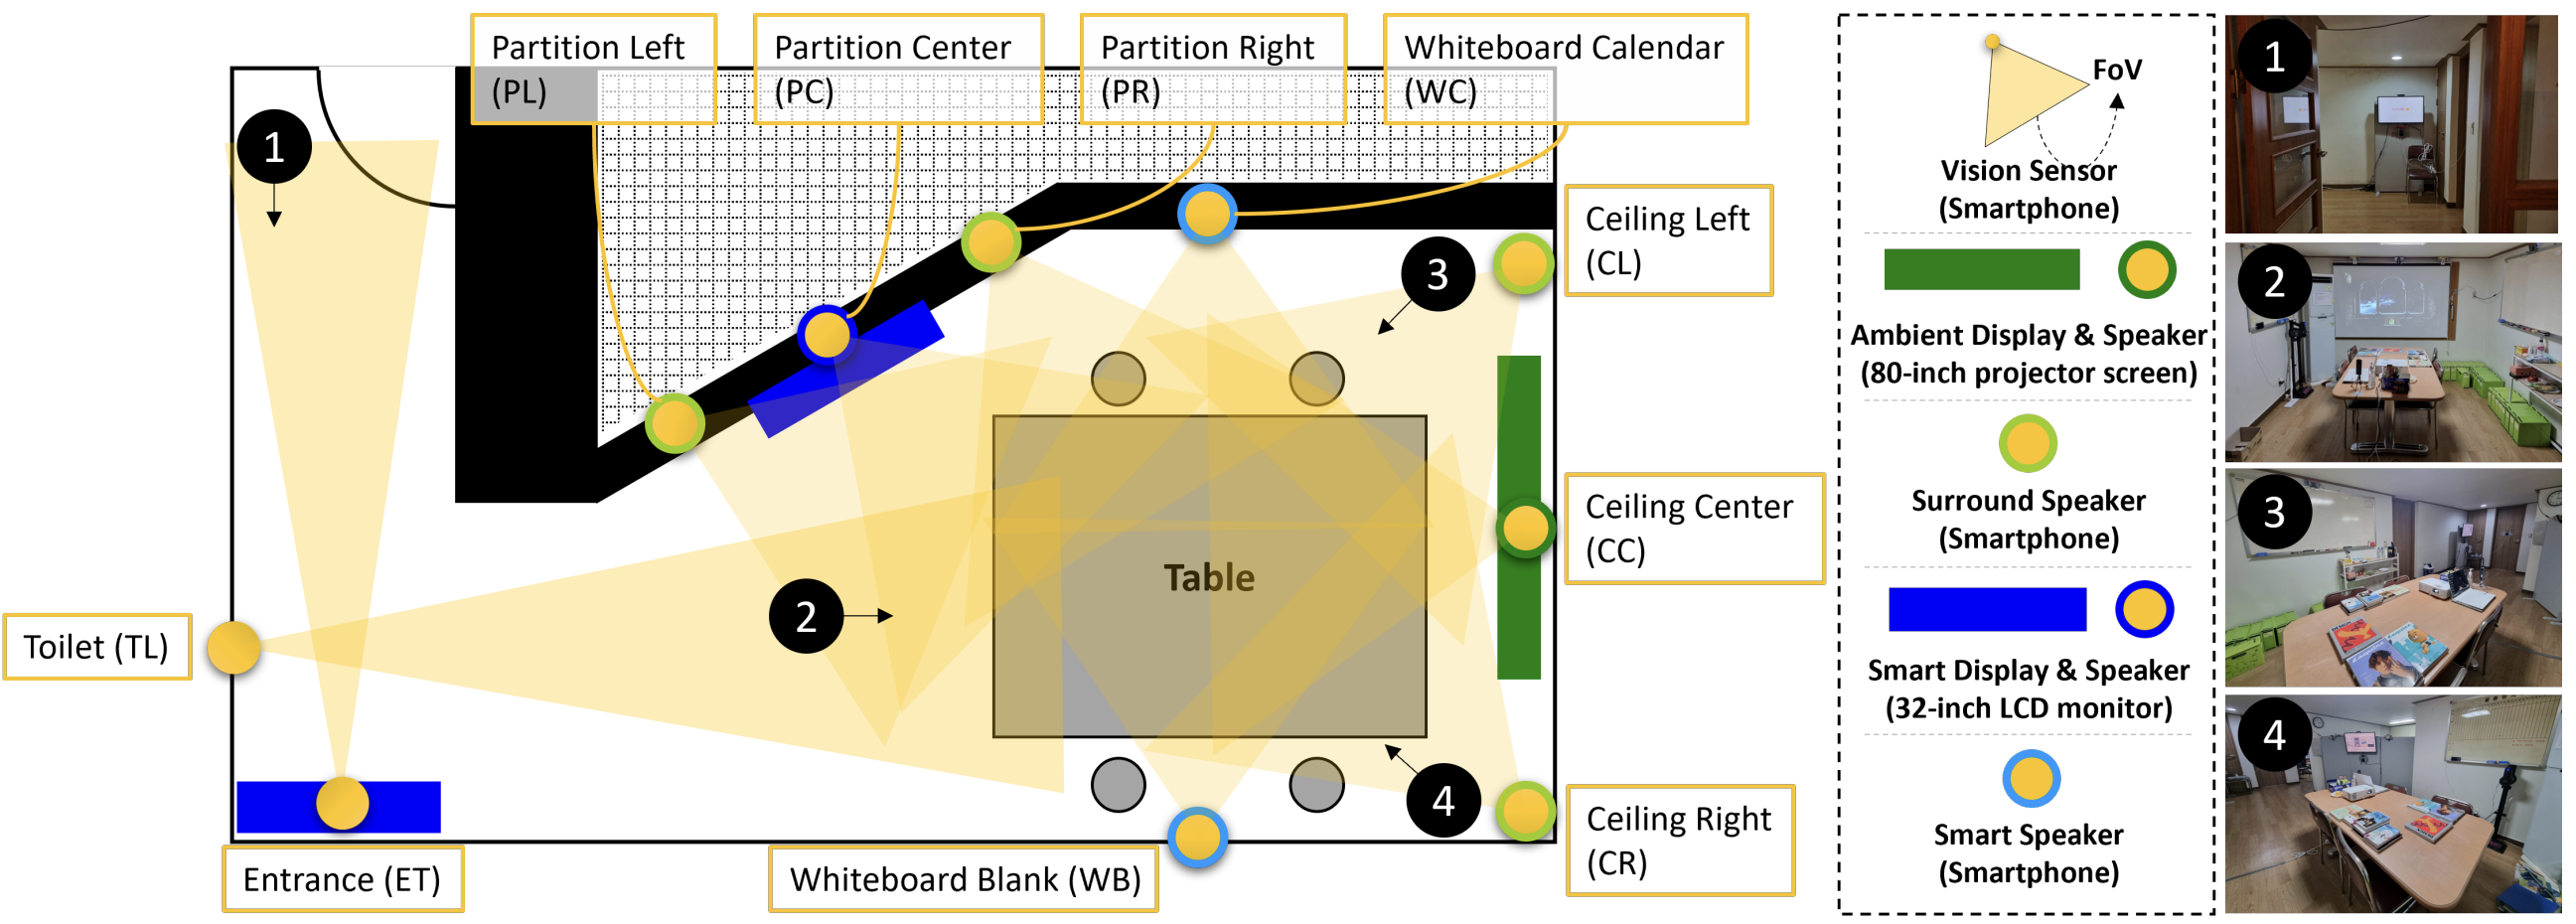 Partition Left
(PL)
Partition Center
(PC)
Partition Right
(PR)
Whiteboard Calendar
(WC)
1
3
Ceiling Left
(CL)
Ceiling Center
(CC)
Table
2
Toilet (TL)
4
Ceiling Right
(CR)
Entrance (ET)
Whiteboard Blank (WB)
FoV
Vision Sensor
(Smartphone)
Ambient Display & Speaker
(80-inch projector screen)
Surround Speaker
(Smartphone)
Smart Display & Speaker
(32-inch LCD monitor)
Smart Speaker
(Smartphone)
1
2
3
4